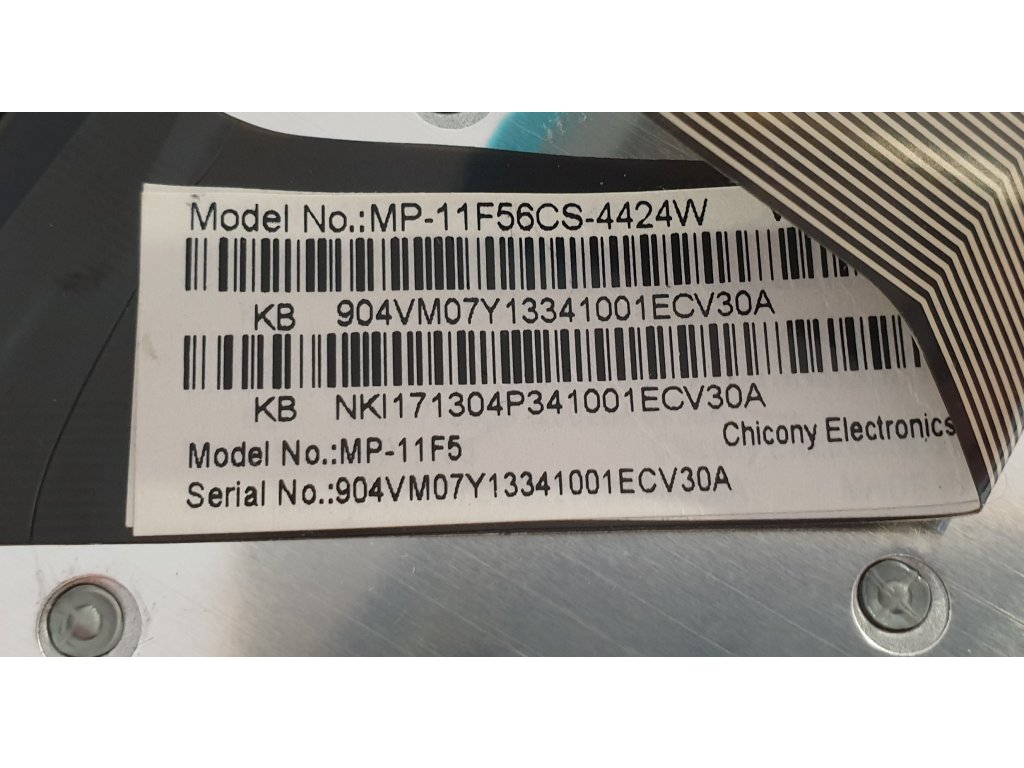 Model No.:MP-11F56CS-4424W
KB 904VM07Y13341001ECV30A
KB NKI171304P341001ECV30A
Chicony Electronics
Model No.:MP-11F5
Serial No.:904VM07Y13341001ECV30A